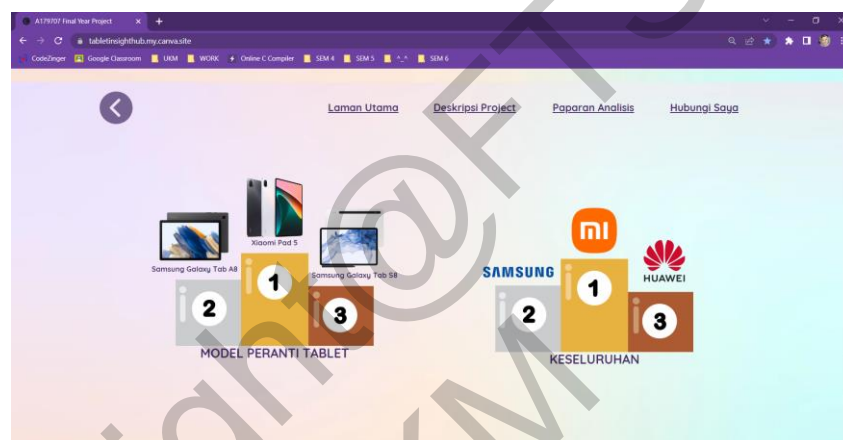 A179707 Final Year Project
tabletinsighthub.my.canva.site
CodeZinger Google Classroom UKM WORK Online C Compiler SEM 4 SEM 5 ^_^ SEM 6
Laman Utama Deskripsi Project Paparan Analisis Hubungi Saya
Xiaomi Pad 5
Samsung Galaxy Tab A8
Samsung Galaxy Tab S8
1
2
3
MODEL PERANTI TABLET
mi
SAMSUNG
HUAWEI
1
2
3
KESELURUHAN